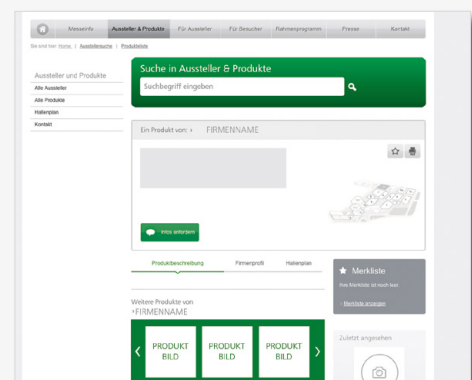 Messeinfo Aussteller & Produkte Für Aussteller Für Besucher Rahmenprogramm Presse Kontakt
Sie sind hier: Home | Ausstellersuche | Produktliste
Aussteller und Produkte
Alle Aussteller
Alle Produkte
Hallenplan
Kontakt
Suche in Aussteller & Produkte
Suchbegriff eingeben
Ein Produkt von: › FIRMENNAME
Infos anfordern
Produktbeschreibung Firmenprofil Hallenplan
Merkliste
Ihre Merkliste ist noch leer.
› Merkliste anzeigen
Weitere Produkte von
›FIRMENNAME
PRODUKT BILD
PRODUKT BILD
PRODUKT BILD
Zuletzt angesehen